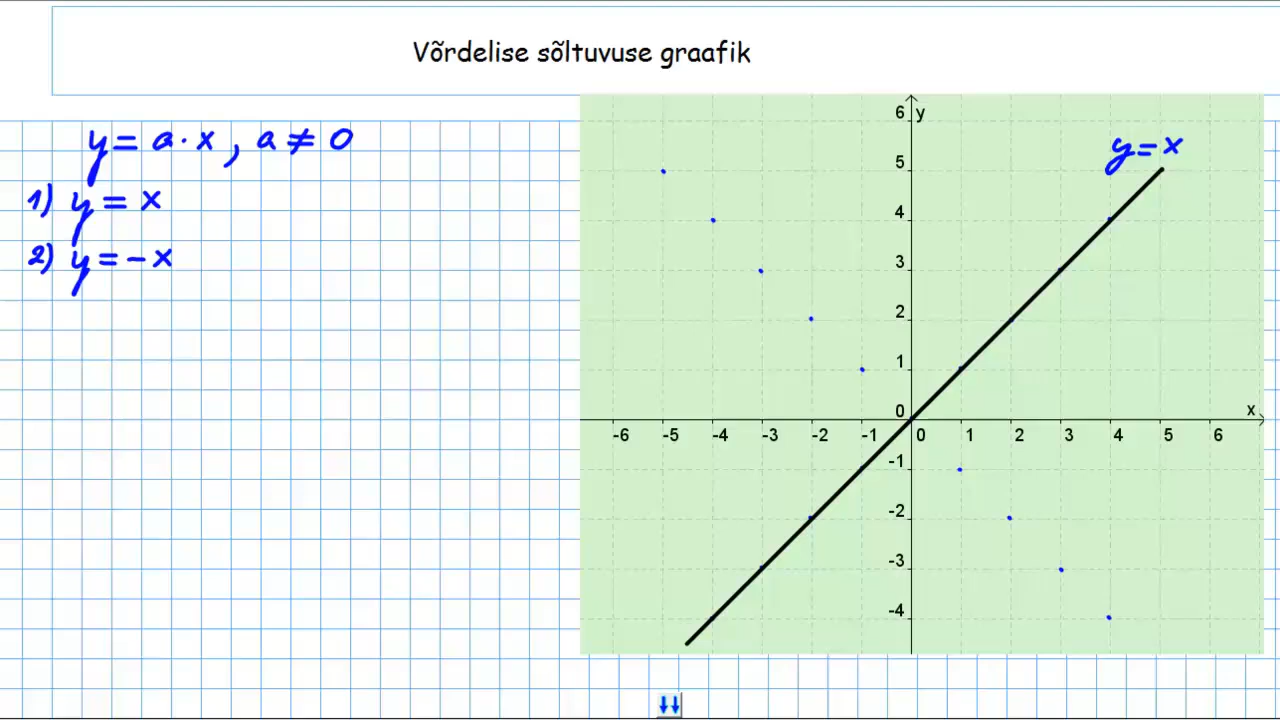 Võrdelise sõltuvuse graafik
y = a · x , a ≠ 0
1) y = x
2) y = - x
y = x
y
6
5
4
3
2
1
0
x
-6 -5 -4 -3 -2 -1 0 1 2 3 4 5 6
-1
-2
-3
-4